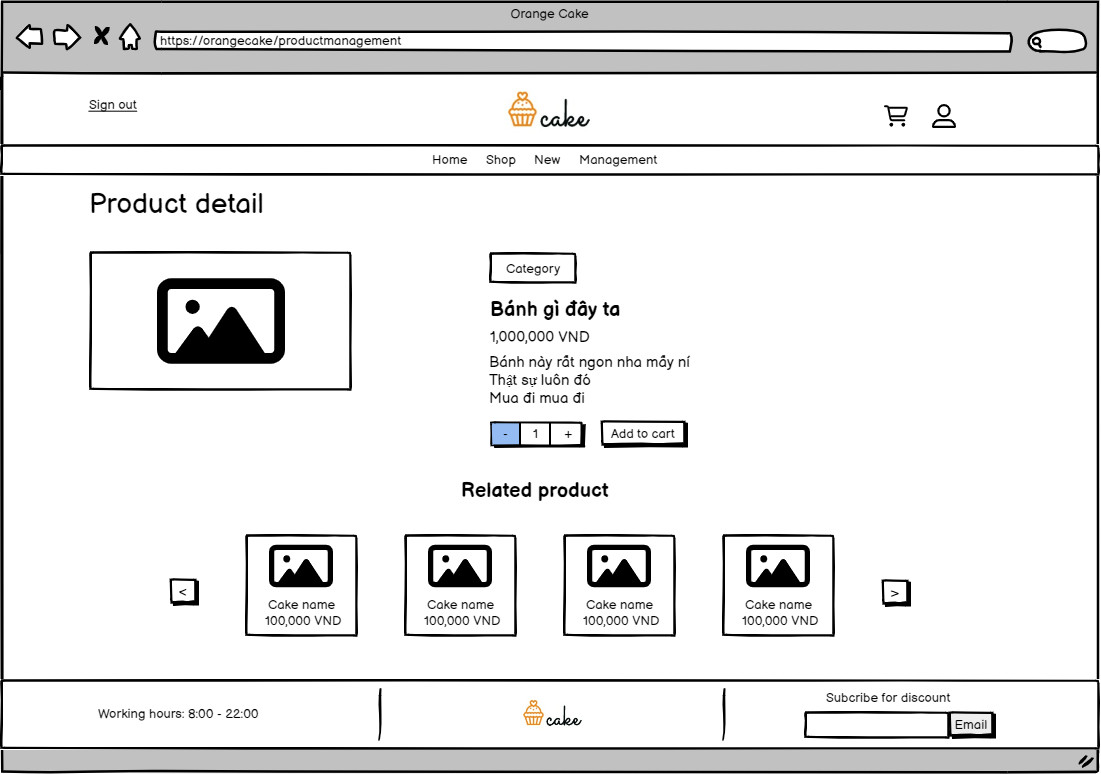 Orange Cake
https://orangecake/productmanagement
Sign out
cake
Home Shop New Management
Product detail
Category
Bánh gì đây ta
1,000,000 VND
Bánh này rất ngon nha mấy ní
Thật sự luôn đó
Mua đi mua đi
- 1 + Add to cart
Related product
< >
Cake name Cake name Cake name Cake name
100,000 VND 100,000 VND 100,000 VND 100,000 VND
Subcribe for discount
Working hours: 8:00 - 22:00 cake Email